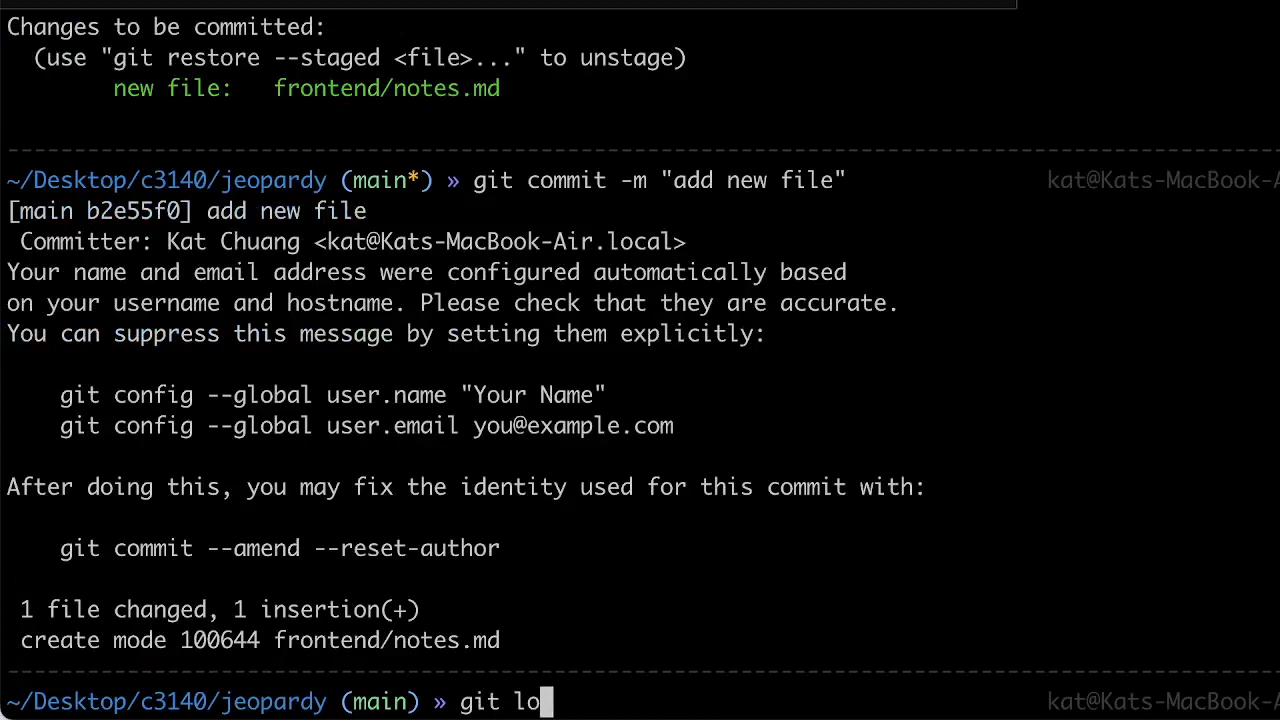 Changes to be committed:
(use "git restore --staged <file>..." to unstage)
new file: frontend/notes.md
~/Desktop/c3140/jeopardy (main*) » git commit -m "add new file" kat@Kats-MacBook-A
[main b2e55f0] add new file
Committer: Kat Chuang <kat@Kats-MacBook-Air.local>
Your name and email address were configured automatically based
on your username and hostname. Please check that they are accurate.
You can suppress this message by setting them explicitly:
git config --global user.name "Your Name"
git config --global user.email you@example.com
After doing this, you may fix the identity used for this commit with:
git commit --amend --reset-author
1 file changed, 1 insertion(+)
create mode 100644 frontend/notes.md
~/Desktop/c3140/jeopardy (main) » git lo kat@Kats-MacBook-A